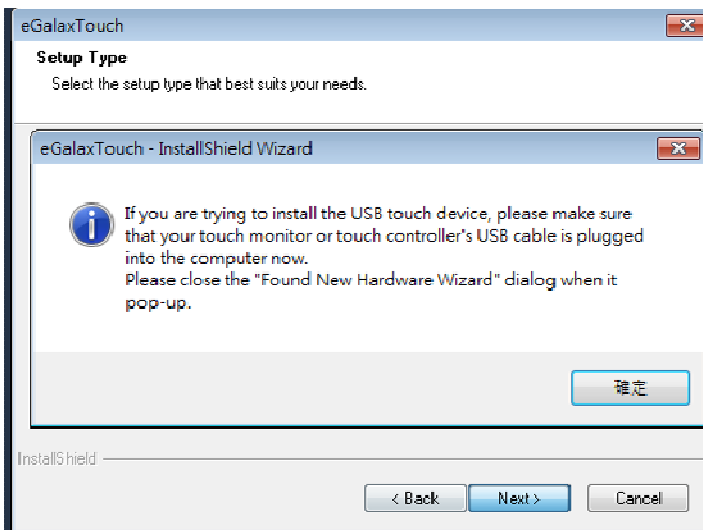 eGalaxTouch
Setup Type
Select the setup type that best suits your needs.
eGalaxTouch - InstallShield Wizard
If you are trying to install the USB touch device, please make sure
that your touch monitor or touch controller's USB cable is plugged
into the computer now.
Please close the "Found New Hardware Wizard" dialog when it
pop-up.
確定
InstallShield
< Back
Next >
Cancel